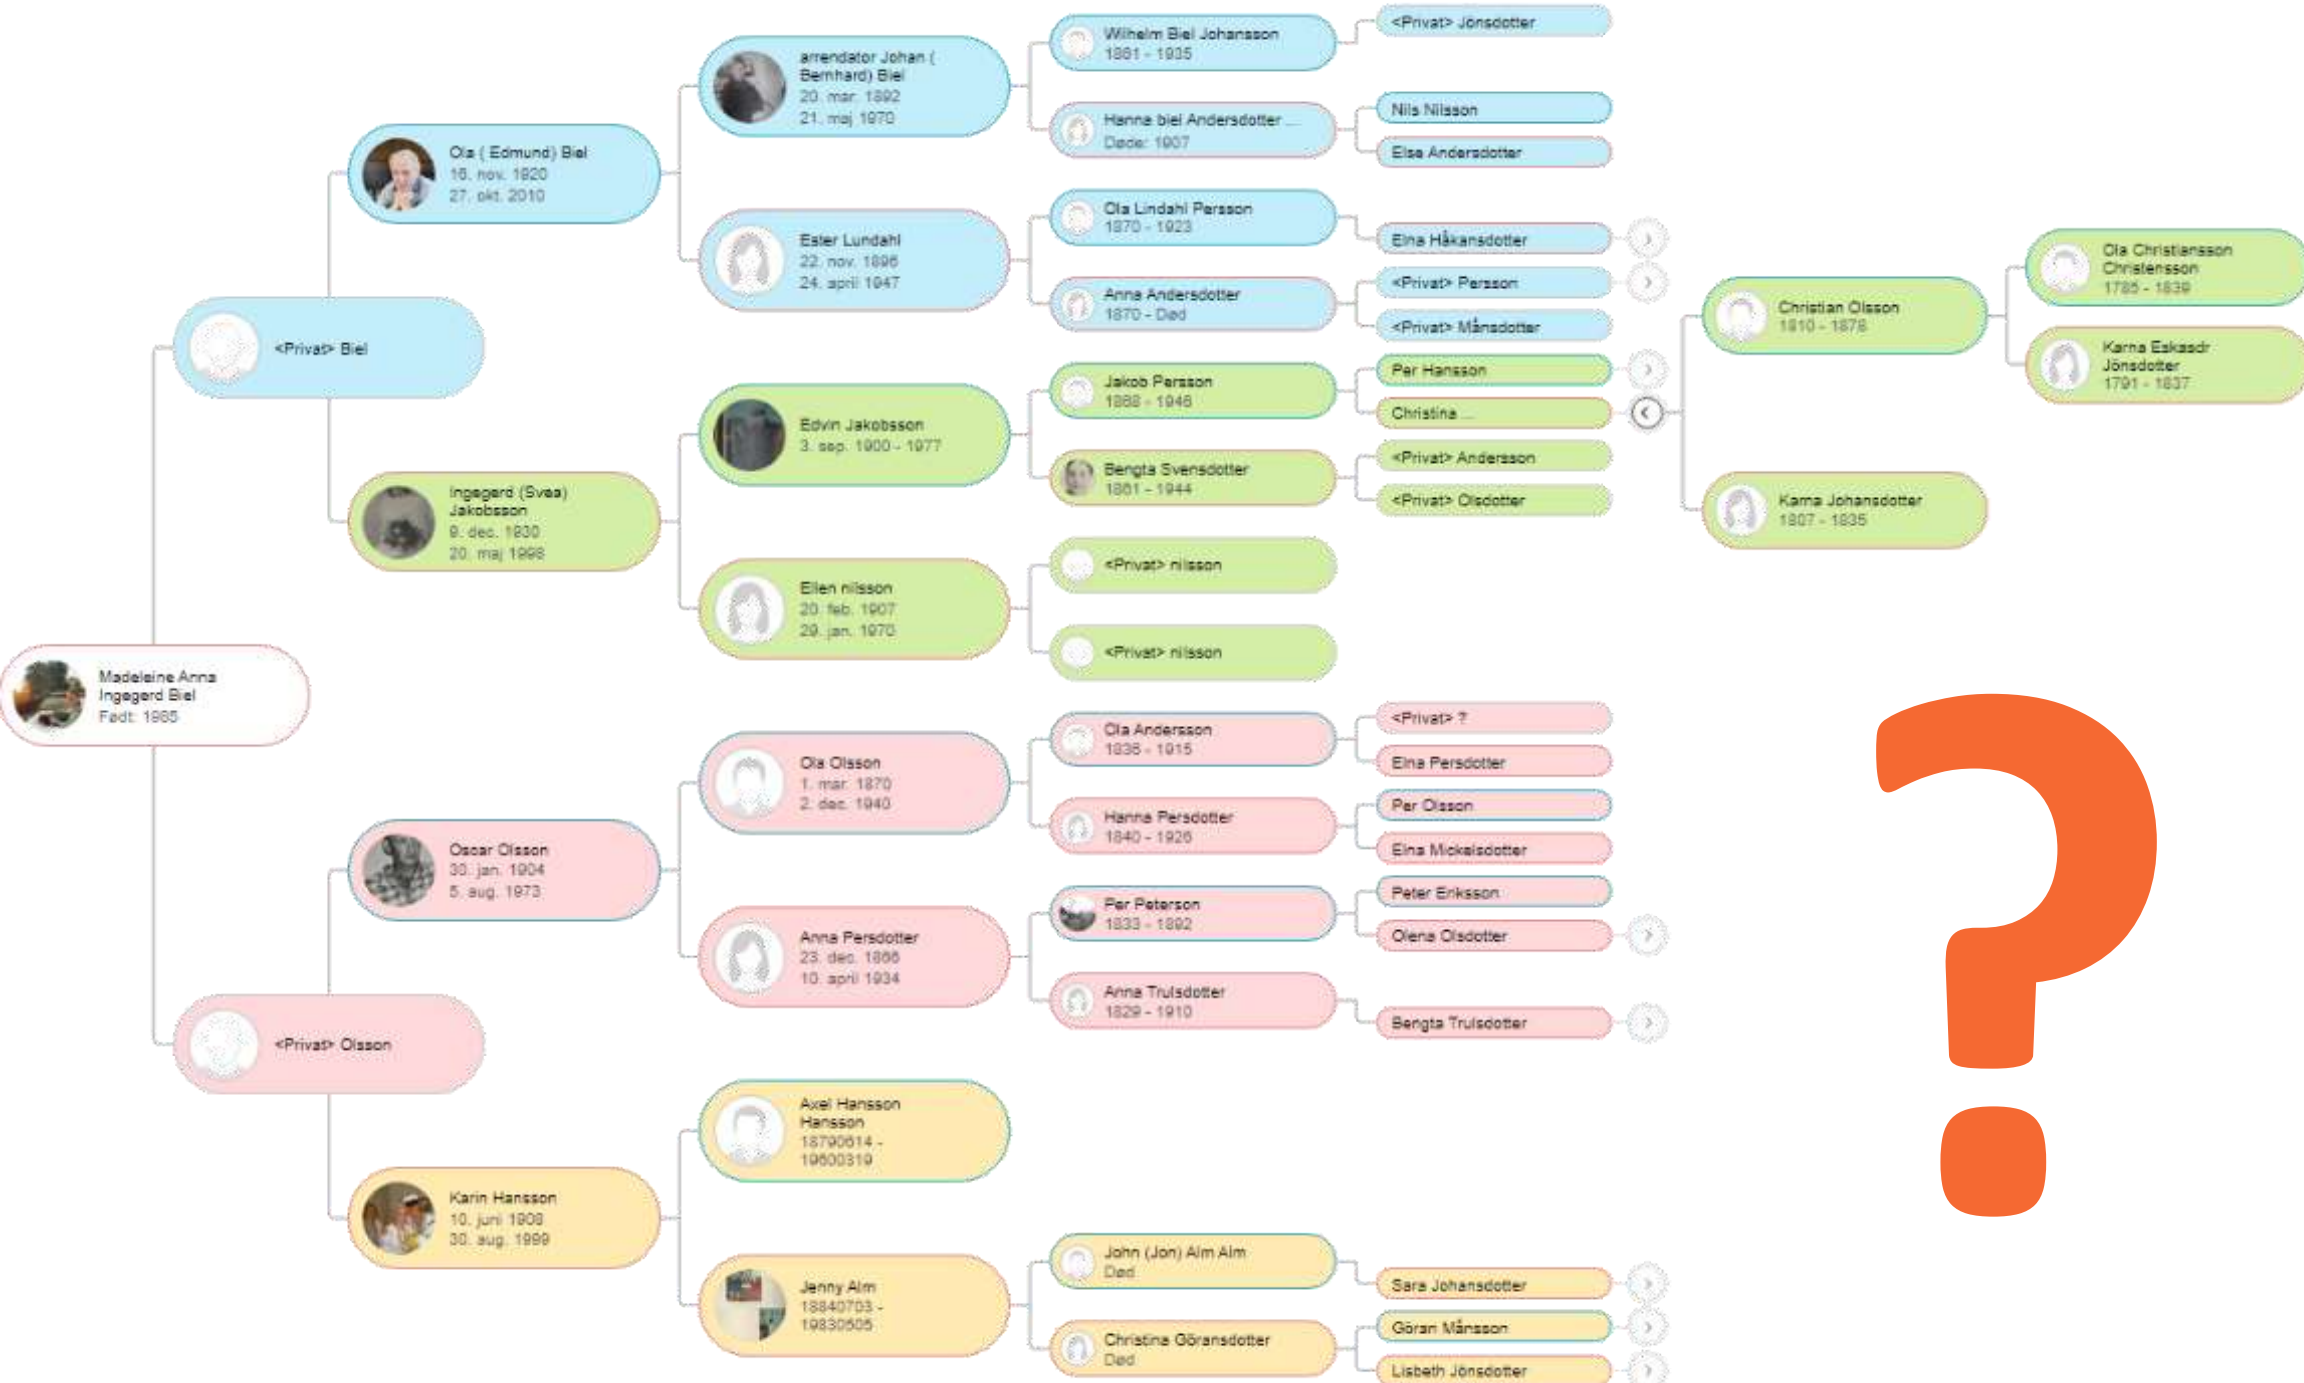 Madeleine Anna
Ingegerd Biel
Født: 1965
<Privat> Biel
<Privat> Olsson
Ola ( Edmund) Biel
16. nov. 1920
27. okt. 2010
Ingegerd (Svea)
Jakobsson
9. dec. 1930
20. maj 1998
Oscar Olsson
30. jan. 1904
5. aug. 1973
Karin Hansson
10. juni 1908
30. aug. 1999
arrendator Johan (
Bernhard) Biel
20. mar. 1892
21. maj 1970
Ester Lundahl
22. nov. 1896
24. april 1947
Edvin Jakobsson
3. sep. 1900 - 1977
Ellen nilsson
20. feb. 1907
29. jan. 1970
Ola Olsson
1. mar. 1870
2. dec. 1940
Anna Persdotter
23. dec. 1866
10. april 1934
Axel Hansson
Hansson
18790614 -
19600319
Jenny Alm
18840703 -
19830505
Wilhelm Biel Johansson
1861 - 1935
Hanna biel Andersdotter ...
Døde: 1907
Ola Lindahl Persson
1870 - 1923
Anna Andersdotter
1870 - Død
Jakob Persson
1868 - 1946
Bengta Svensdotter
1861 - 1944
<Privat> nilsson
<Privat> nilsson
Ola Andersson
1836 - 1915
Hanna Persdotter
1840 - 1926
Per Peterson
1833 - 1892
Anna Trulsdotter
1829 - 1910
John (Jon) Alm Alm
Død
Christina Göransdotter
Død
<Privat> Jönsdotter
Nils Nilsson
Else Andersdotter
Elna Håkansdotter
<Privat> Persson
<Privat> Månsdotter
Per Hansson
Christina ...
<Privat> Andersson
<Privat> Olsdotter
<Privat> ?
Elna Persdotter
Per Olsson
Elna Mickelsdotter
Peter Eriksson
Olena Olsdotter
Bengta Trulsdotter
Sara Johansdotter
Göran Månsson
Lisbeth Jönsdotter
Christian Olsson
1810 - 1878
Karna Johansdotter
1807 - 1835
Ola Christiansson
Christensson
1785 - 1839
Karna Eskasdr
Jönsdotter
1791 - 1837
?